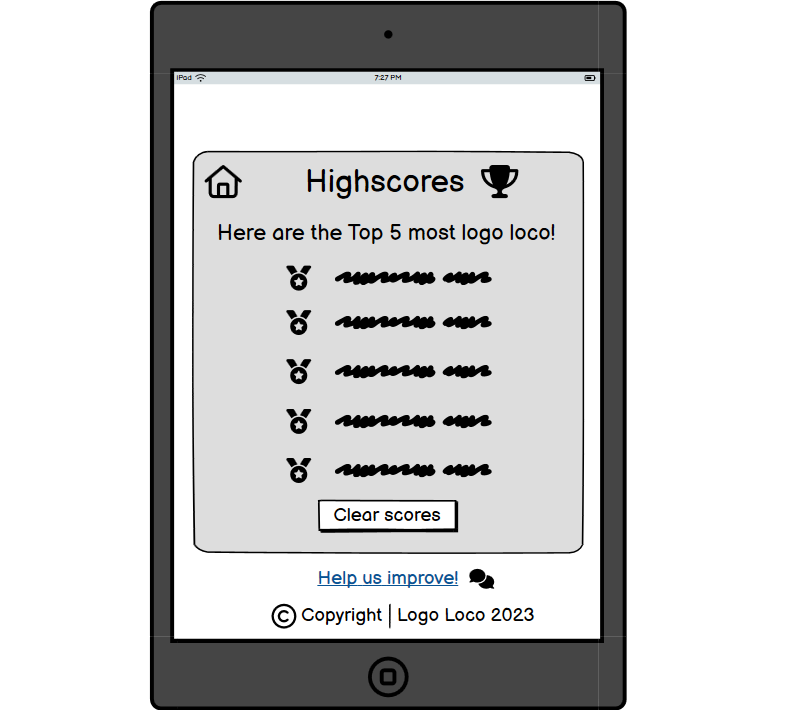 iPad 7:27 PM
Highscores
Here are the Top 5 most logo loco!
Clear scores
Help us improve!
© Copyright | Logo Loco 2023